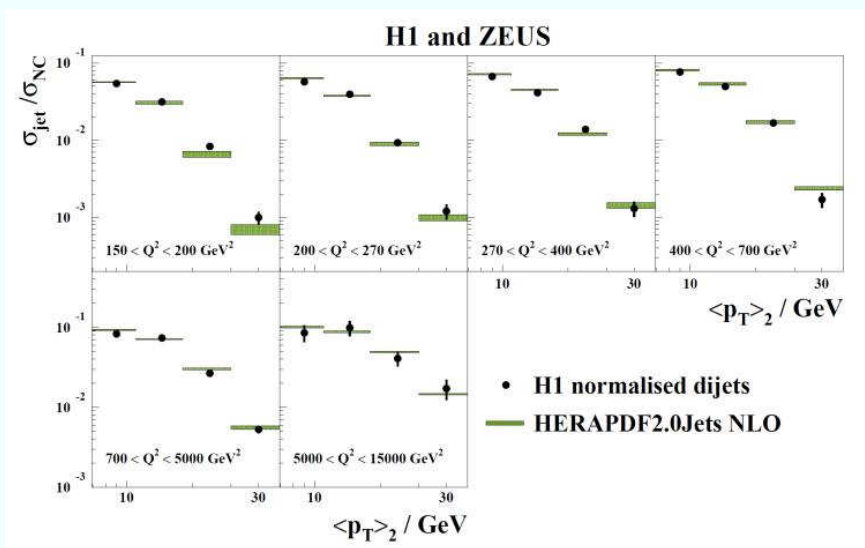 H1 and ZEUS
σjet /σNC
10⁻¹
10⁻²
10⁻³
150 < Q² < 200 GeV²
200 < Q² < 270 GeV²
270 < Q² < 400 GeV²
400 < Q² < 700 GeV²
10 30 10 30
<pT>2 / GeV
10⁻¹
10⁻²
10⁻³
700 < Q² < 5000 GeV²
5000 < Q² < 15000 GeV²
10 30 10 30
<pT>2 / GeV
H1 normalised dijets
HERAPDF2.0Jets NLO